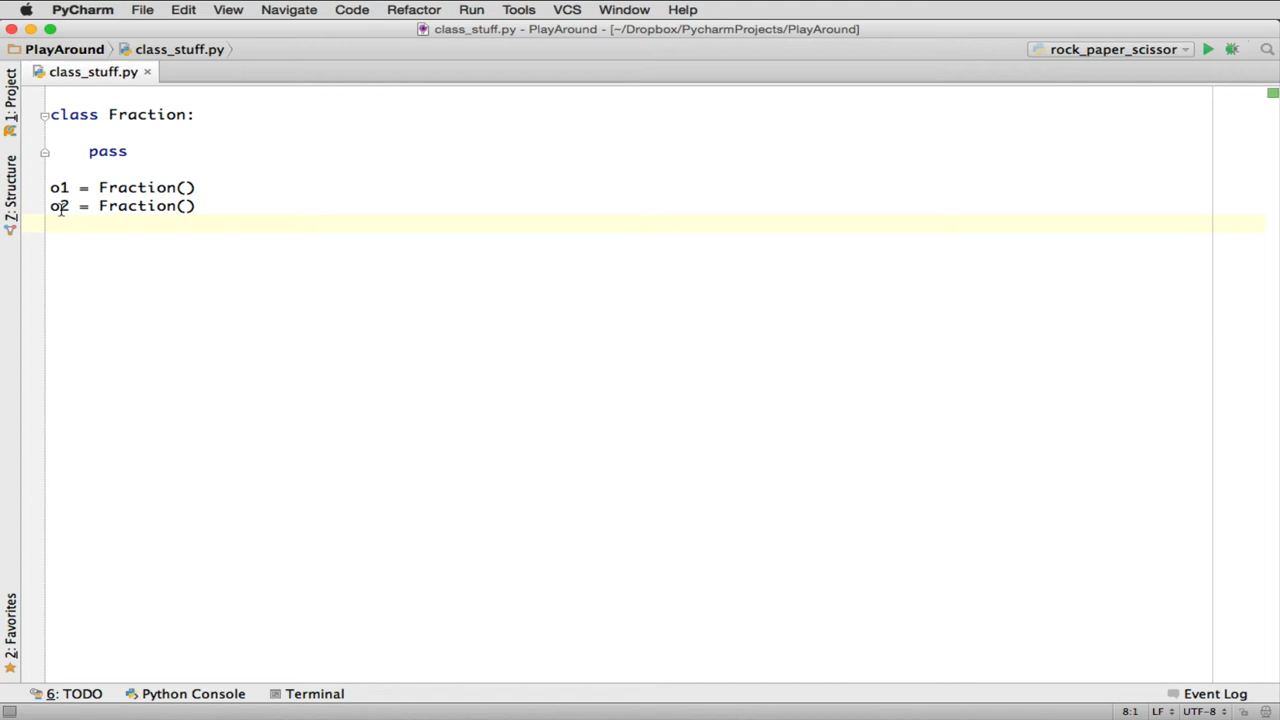 PyCharm File Edit View Navigate Code Refactor Run Tools VCS Window Help
class_stuff.py - PlayAround - [~/Dropbox/PycharmProjects/PlayAround]
PlayAround class_stuff.py rock_paper_scissor
class_stuff.py
1: Project
Z: Structure
2: Favorites
class Fraction:
pass
o1 = Fraction()
o2 = Fraction()
6: TODO Python Console Terminal Event Log
8:1 LF UTF-8